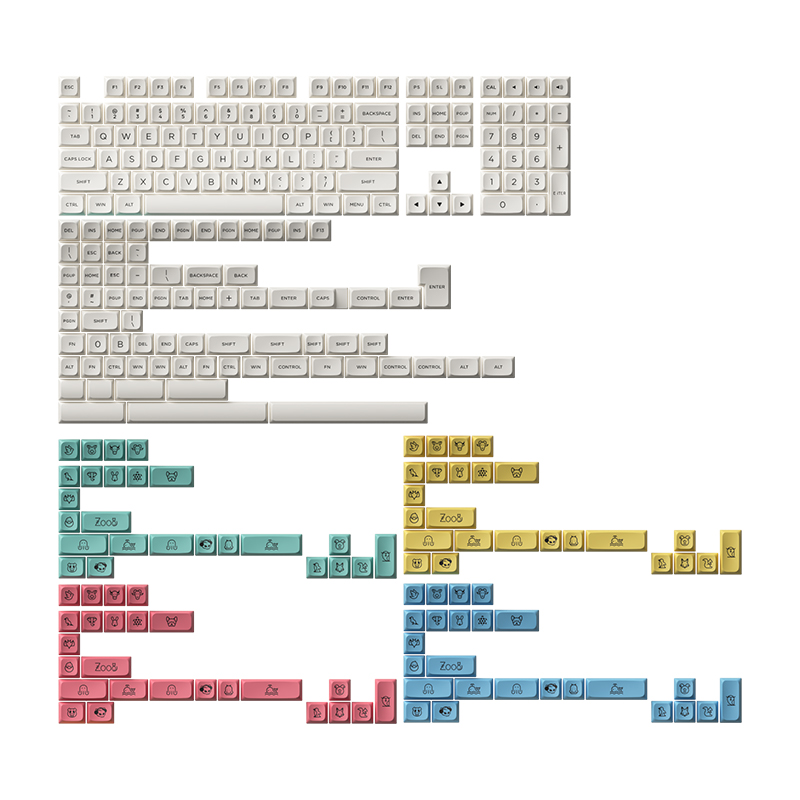 ESC F1 F2 F3 F4 F5 F6 F7 F8 F9 F10 F11 F12 PS SL PB CAL
~ ` ! 1 @ 2 # 3 $ 4 % 5 ^ 6 & 7 * 8 ( 9 ) 0 — - + = BACKSPACE INS HOME PGUP NUM / * -
TAB Q W E R T Y U I O P { [ } ] | \ DEL END PGDN 7 8 9 +
CAPS LOCK A S D F G H J K L : ; " ' ENTER 4 5 6
SHIFT Z X C V B N M < , > . ? / SHIFT 1 2 3 ENTER
CTRL WIN ALT ALT WIN MENU CTRL 0 .
DEL INS HOME PGUP END PGDN END PGDN HOME PGUP INS F13
| \ ESC BACK ~ `
PGUP HOME ESC - | \ BACKSPACE BACK ENTER
@ ' ~ # PGUP END PGDN TAB HOME + TAB ENTER CAPS CONTROL ENTER
PGDN SHIFT | \
FN O B DEL END CAPS SHIFT SHIFT SHIFT SHIFT SHIFT
ALT FN CTRL WIN WIN ALT FN CTRL WIN CONTROL FN WIN CONTROL CONTROL ALT ALT
Zoo
Zoo
Zoo
Zoo